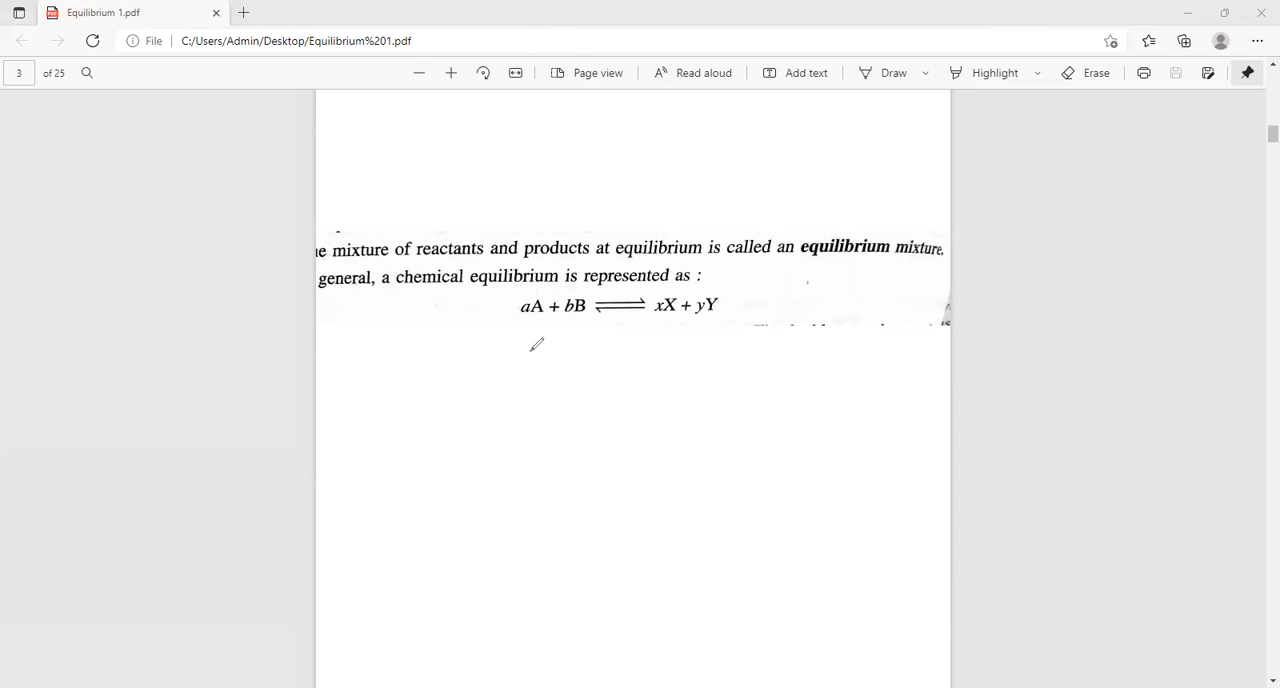 Equilibrium 1.pdf
File C:/Users/Admin/Desktop/Equilibrium%201.pdf
3 of 25 Page view Read aloud Add text Draw Highlight Erase
mixture of reactants and products at equilibrium is called an equilibrium mixture.
general, a chemical equilibrium is represented as :
aA + bB ⇌ xX + yY